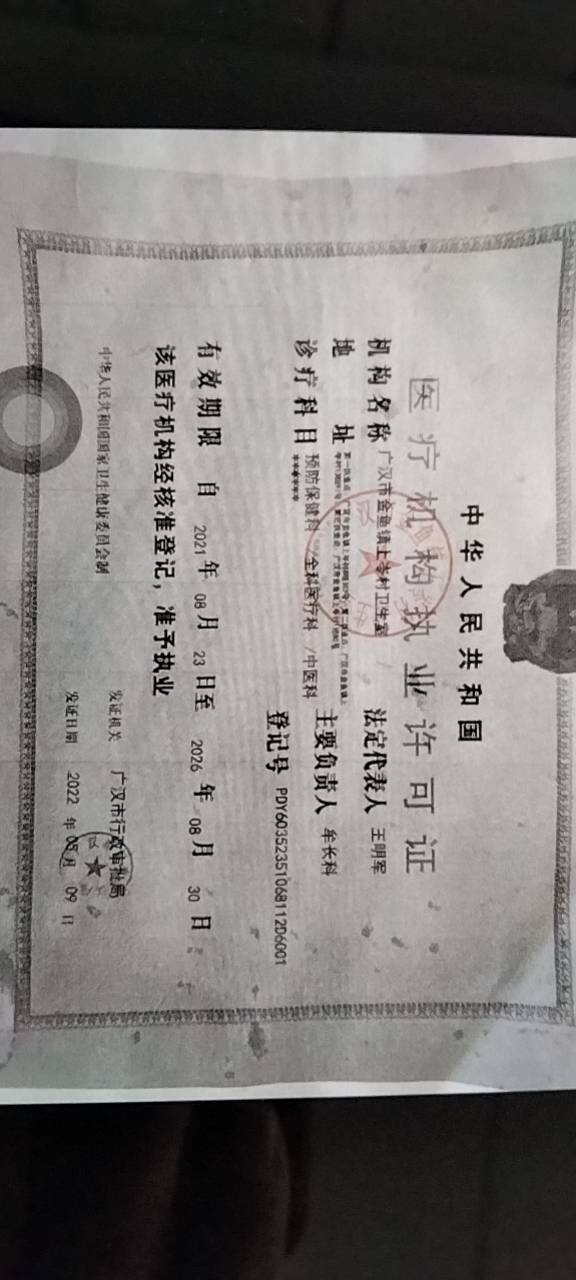 中华人民共和国
医疗机构执业许可证
机构名称 广汉市金鱼镇上岑村卫生室 法定代表人 王明军
地址 主要负责人 牟长科
诊疗科目 预防保健科 /全科医疗科 /中医科
登记号 PDY60352351068112D6001
有效期限 自 2021 年 08 月 23 日至 2026 年 08 月 30 日
该医疗机构经核准登记,准予执业
发证机关 广汉市行政审批局
中华人民共和国国家卫生健康委员会制
发证日期 2022 年 05 月 09 日